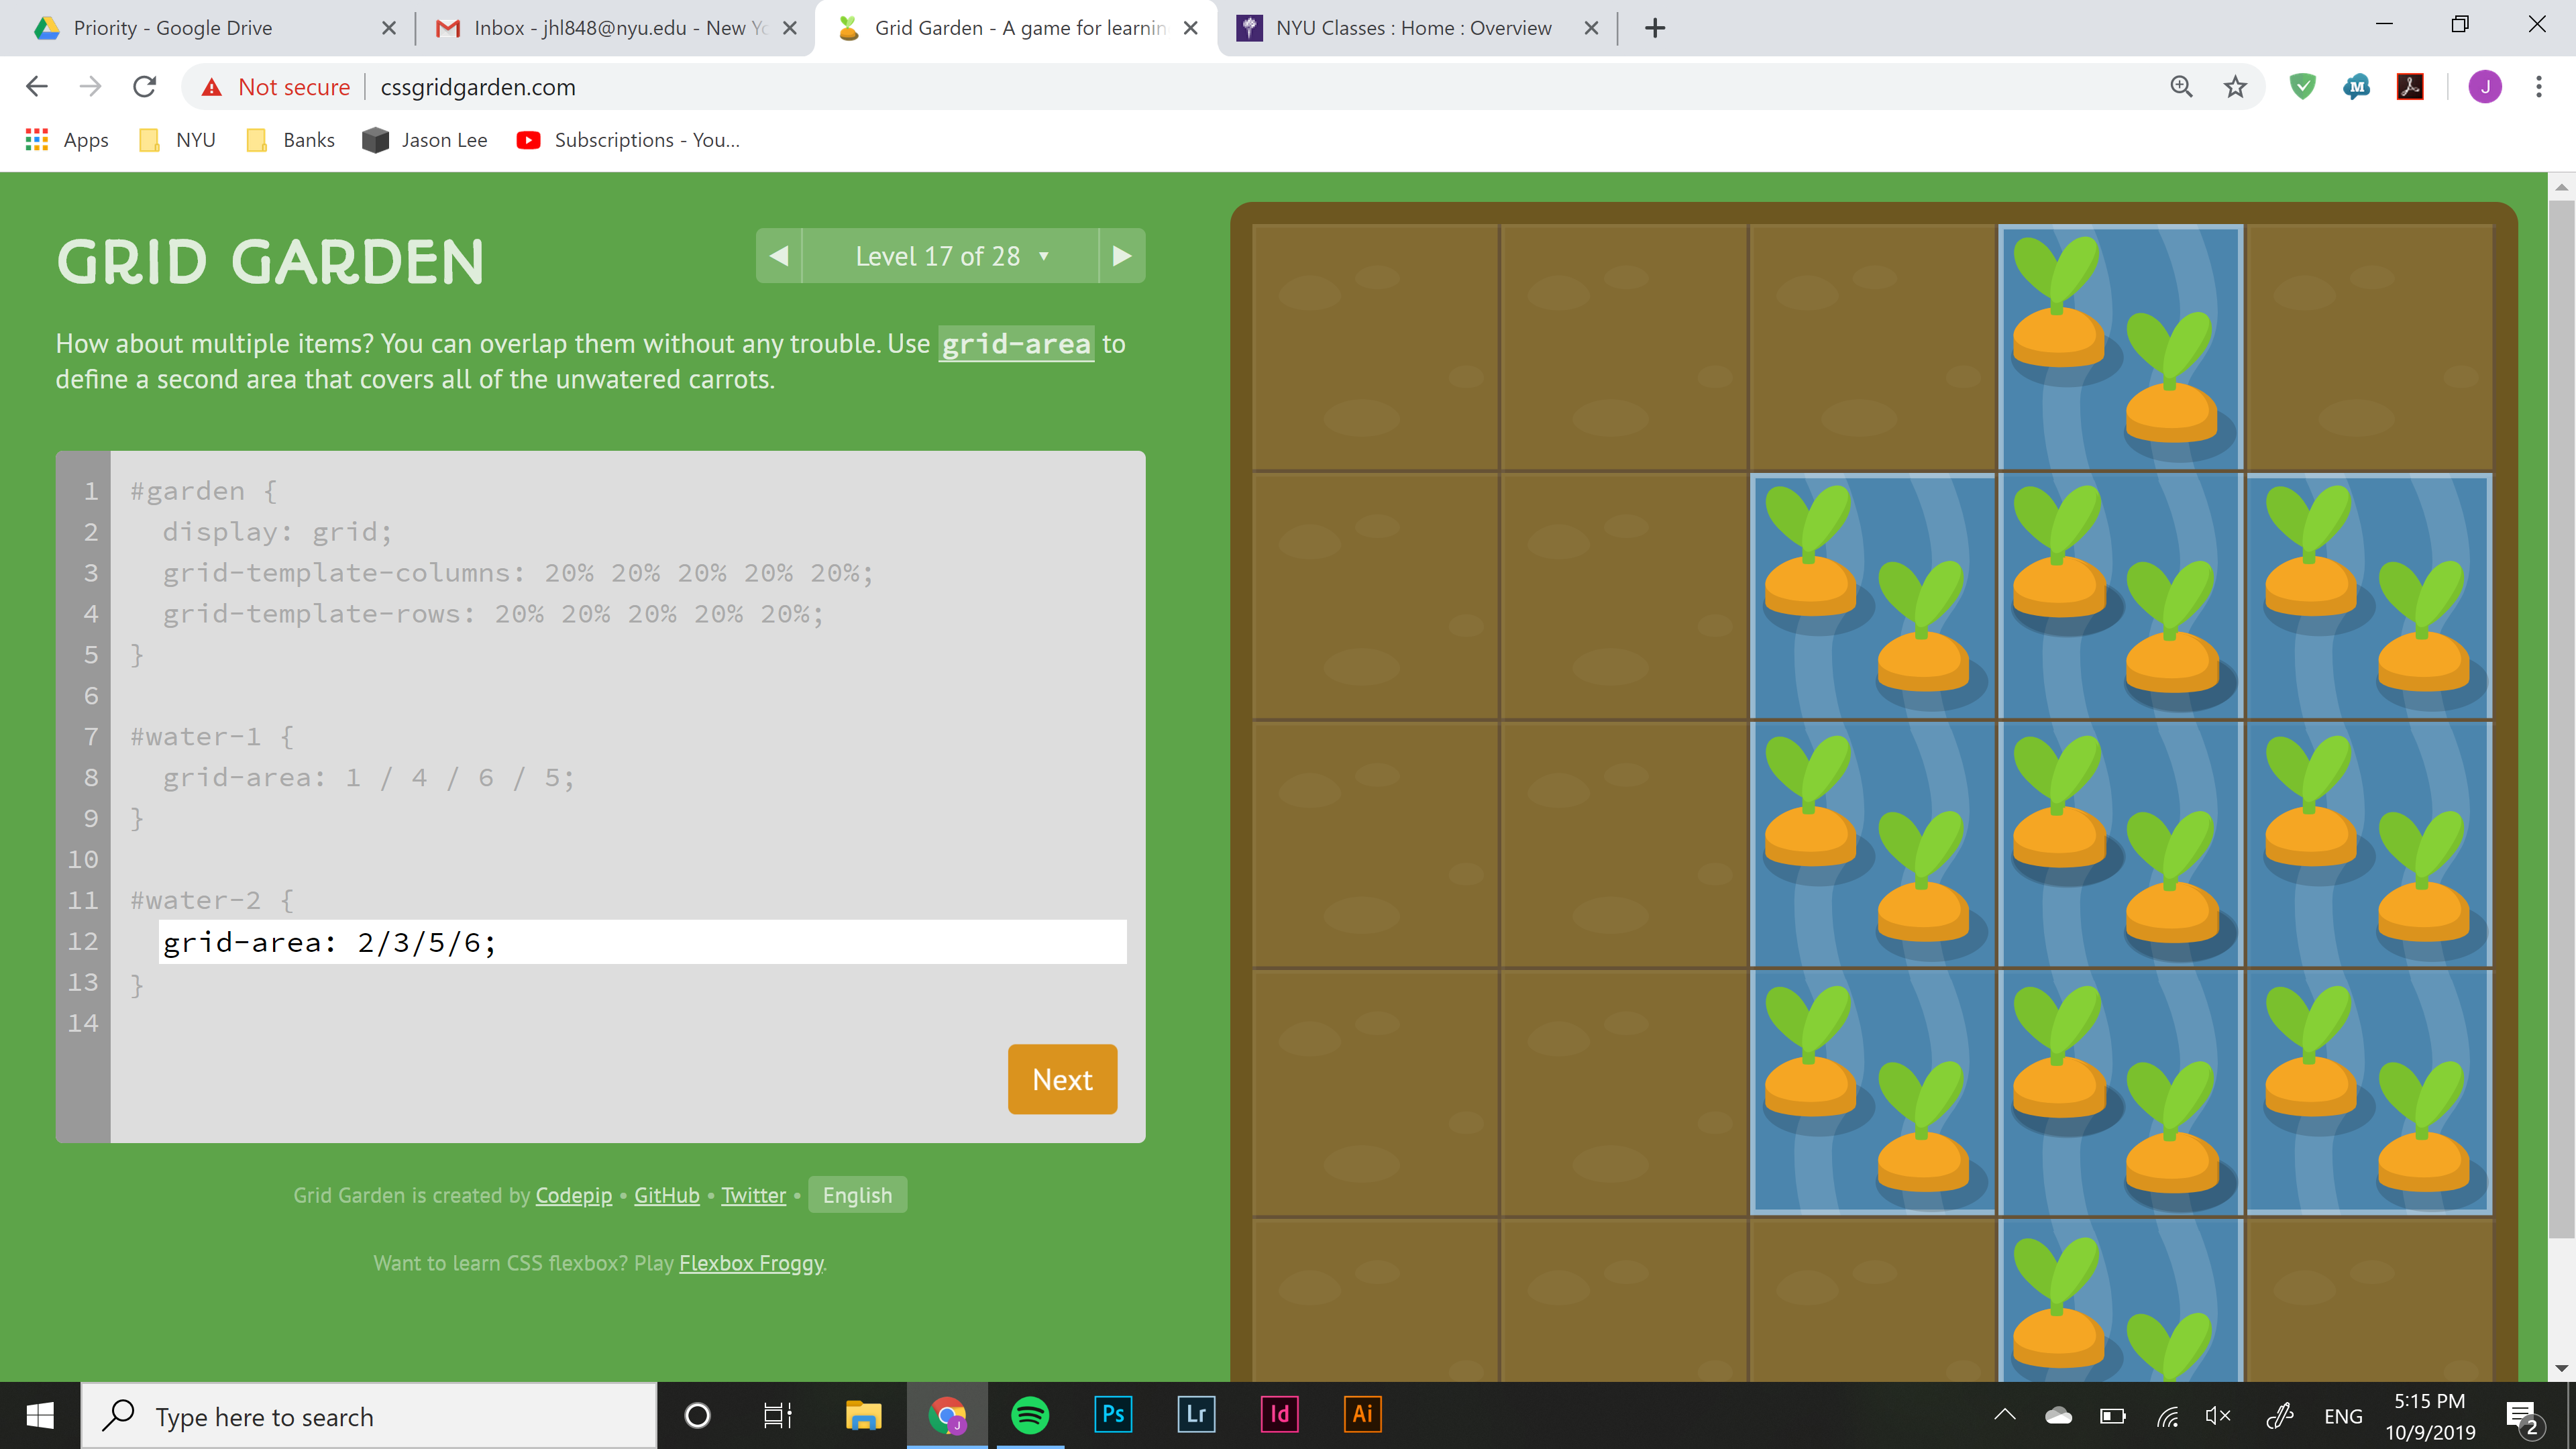 Priority - Google Drive
Inbox - jhl848@nyu.edu - New Yo
Grid Garden - A game for learnin
NYU Classes : Home : Overview
Not secure
cssgridgarden.com
M
J
Apps
NYU
Banks
Jason Lee
Subscriptions - You...
GRID GARDEN
Level 17 of 28
How about multiple items? You can overlap them without any trouble. Use grid-area to
define a second area that covers all of the unwatered carrots.
1 #garden {
2 display: grid;
3 grid-template-columns: 20% 20% 20% 20% 20%;
4 grid-template-rows: 20% 20% 20% 20% 20%;
5 }
6
7 #water-1 {
8 grid-area: 1 / 4 / 6 / 5;
9 }
10
11 #water-2 {
12 grid-area: 2/3/5/6;
13 }
14
Next
Grid Garden is created by Codepip • GitHub • Twitter • English
Want to learn CSS flexbox? Play Flexbox Froggy.
Type here to search
J
Ps
Lr
Id
Ai
ENG
5:15 PM
10/9/2019
2